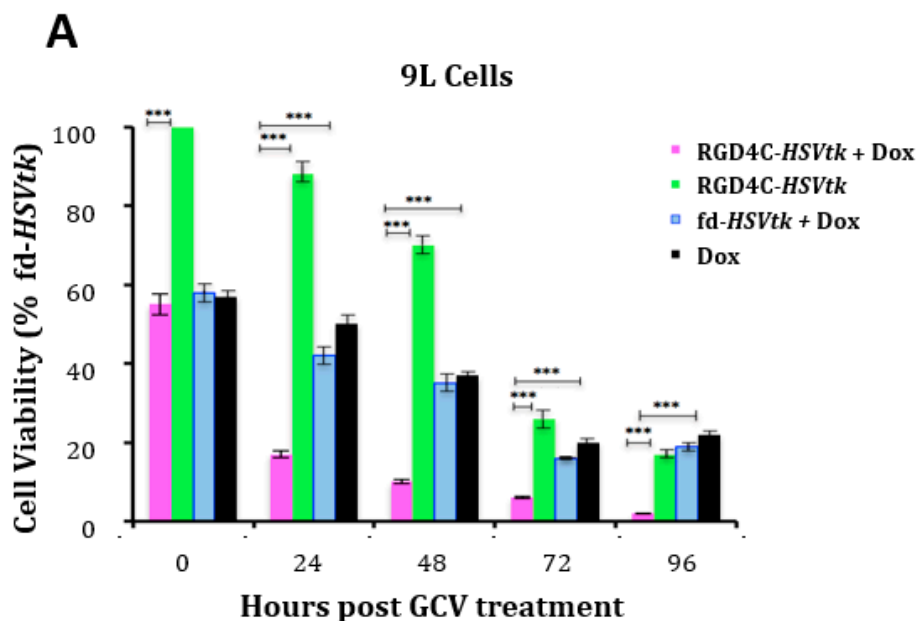 A
9L Cells
Cell Viability (% fd-HSVtk)
100
80
60
40
20
0
***
***
***
***
***
***
***
***
***
RGD4C-HSVtk + Dox
RGD4C-HSVtk
fd-HSVtk + Dox
Dox
0 24 48 72 96
Hours post GCV treatment